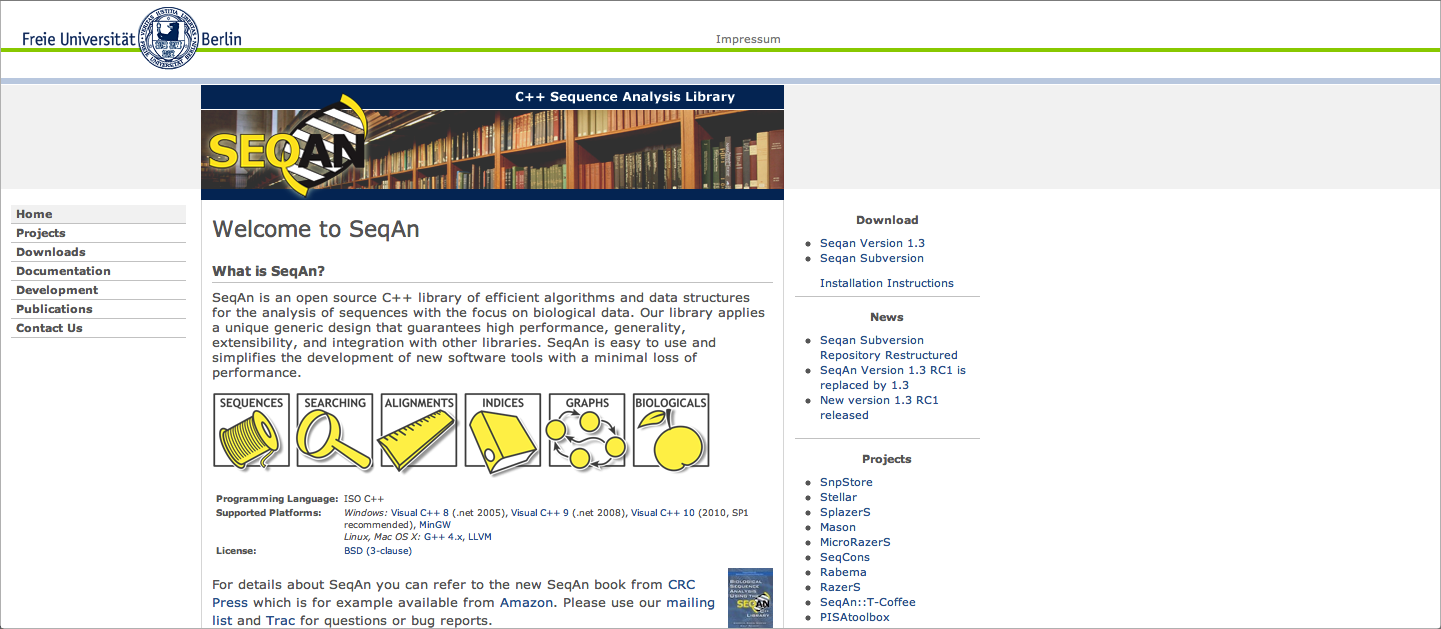 Freie Universität Berlin
Impressum
C++ Sequence Analysis Library
SEQAN
Home
Projects
Downloads
Documentation
Development
Publications
Contact Us
Welcome to SeqAn
What is SeqAn?
SeqAn is an open source C++ library of efficient algorithms and data structures
for the analysis of sequences with the focus on biological data. Our library applies
a unique generic design that guarantees high performance, generality,
extensibility, and integration with other libraries. SeqAn is easy to use and
simplifies the development of new software tools with a minimal loss of
performance.
SEQUENCES SEARCHING ALIGNMENTS INDICES GRAPHS BIOLOGICALS
Programming Language: ISO C++
Supported Platforms: Windows: Visual C++ 8 (.net 2005), Visual C++ 9 (.net 2008), Visual C++ 10 (2010, SP1
recommended), MinGW
Linux, Mac OS X: G++ 4.x, LLVM
License: BSD (3-clause)
For details about SeqAn you can refer to the new SeqAn book from CRC
Press which is for example available from Amazon. Please use our mailing
list and Trac for questions or bug reports.
BIOLOGICAL
SEQUENCE
ANALYSIS
USING THE
SEQAN
C++
LIBRARY
Download
Seqan Version 1.3
Seqan Subversion
Installation Instructions
News
Seqan Subversion
Repository Restructured
SeqAn Version 1.3 RC1 is
replaced by 1.3
New version 1.3 RC1
released
Projects
SnpStore
Stellar
SplazerS
Mason
MicroRazerS
SeqCons
Rabema
RazerS
SeqAn::T-Coffee
PISAtoolbox